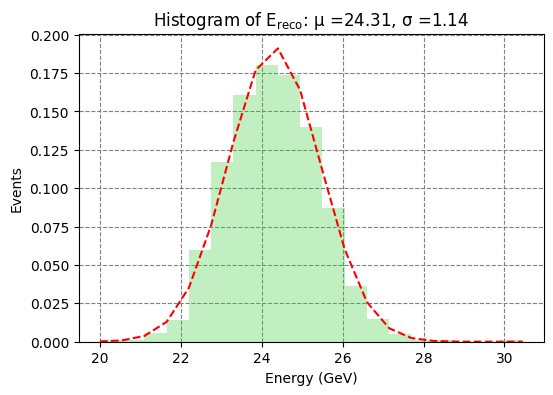 Histogram of E_reco: μ =24.31, σ =1.14
0.200
0.175
0.150
0.125
0.100
0.075
0.050
0.025
0.000
Events
20 22 24 26 28 30
Energy (GeV)